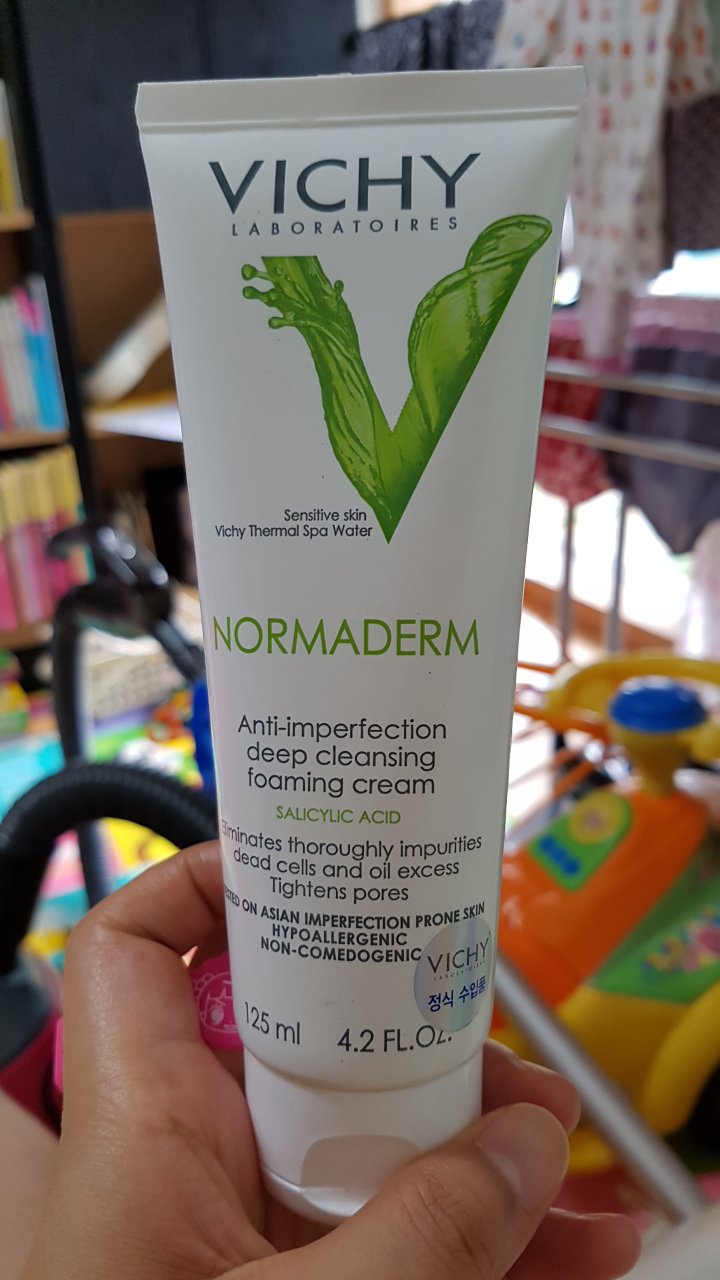 VICHY
LABORATOIRES
Sensitive skin
Vichy Thermal Spa Water
NORMADERM
Anti-imperfection
deep cleansing
foaming cream
SALICYLIC ACID
Eliminates thoroughly impurities
dead cells and oil excess
Tightens pores
ON ASIAN IMPERFECTION PRONE SKIN
HYPOALLERGENIC
NON-COMEDOGENIC
VICHY
LABORATOIRES
정식 수입품
125 ml 4.2 FL.OZ.